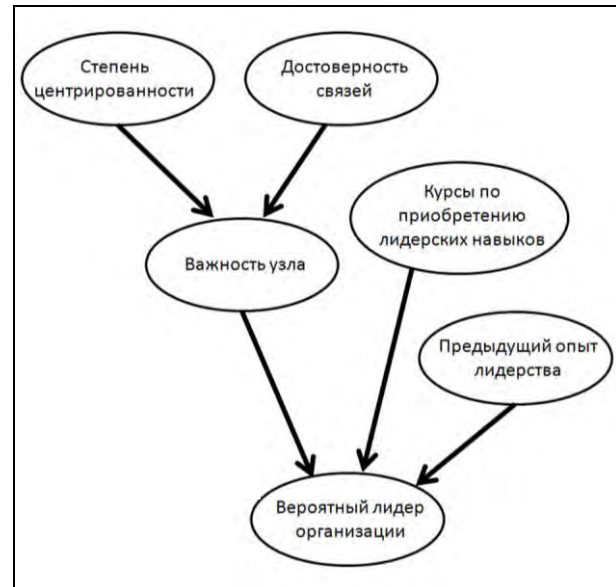 Степень
центрированности
Достоверность
связей
Курсы по
приобретению
лидерских навыков
Важность узла
Предыдущий опыт
лидерства
Вероятный лидер
организации